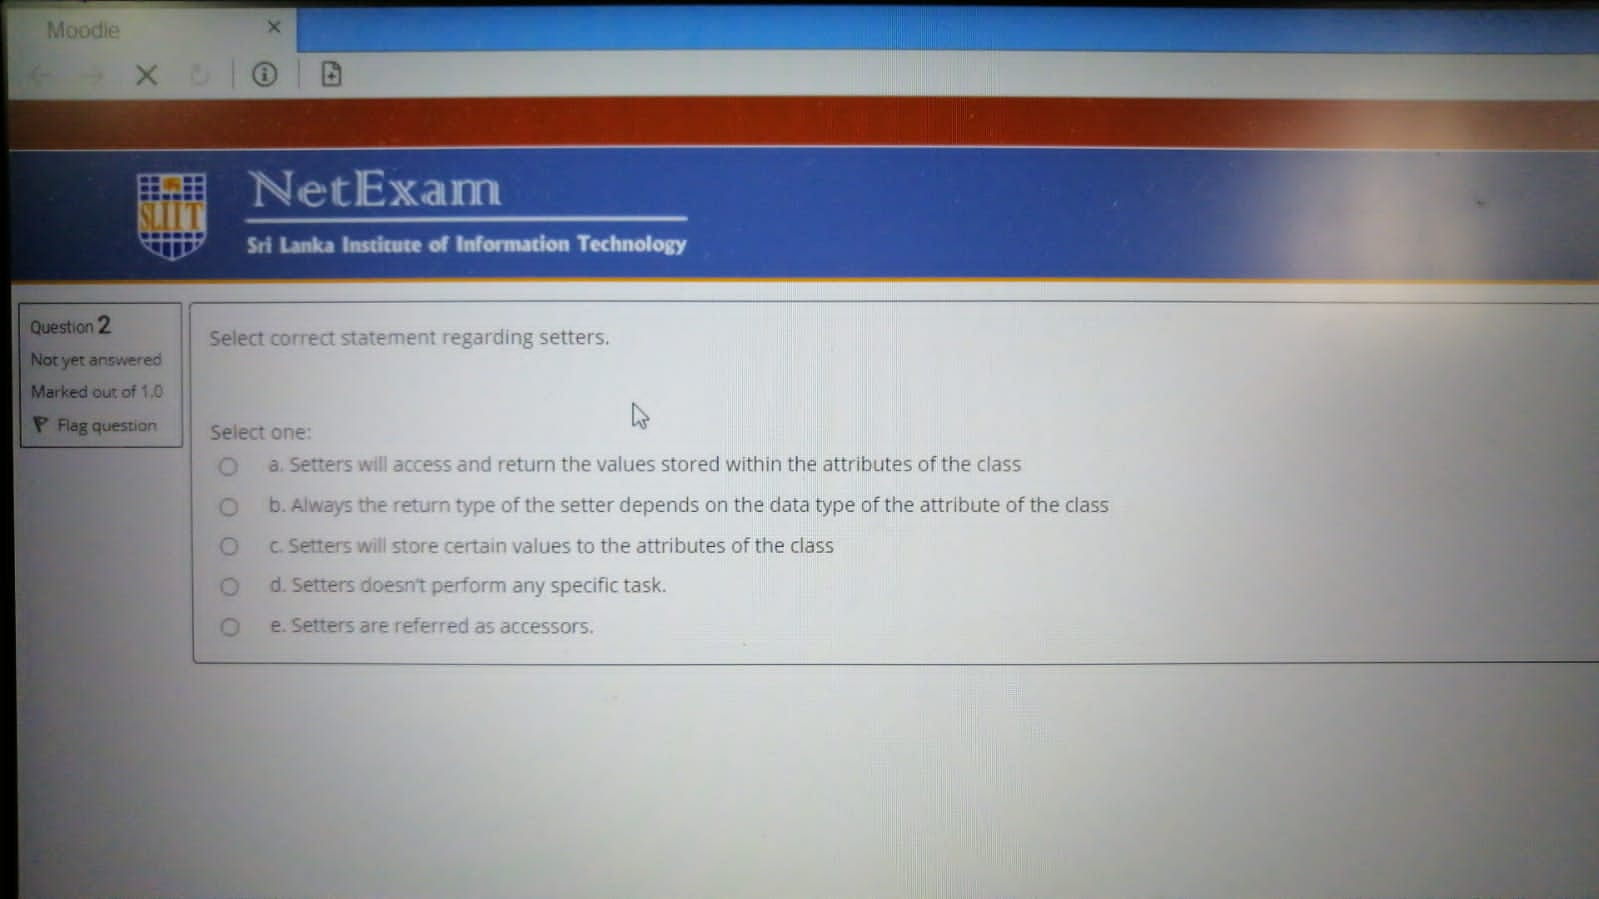 Moodle
NetExam
SLIIT
Sri Lanka Institute of Information Technology
Question 2
Not yet answered
Marked out of 1.0
Flag question
Select correct statement regarding setters.
Select one:
a. Setters will access and return the values stored within the attributes of the class
b. Always the return type of the setter depends on the data type of the attribute of the class
c. Setters will store certain values to the attributes of the class
d. Setters doesn't perform any specific task.
e. Setters are referred as accessors.